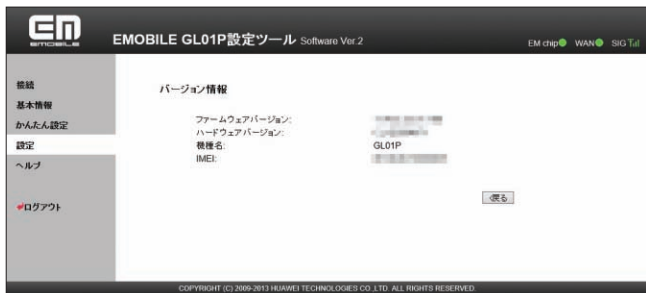 EM
EMOBILE
EMOBILE GL01P設定ツール Software Ver.2
EM chip WAN SIG
接続
基本情報
かんたん設定
設定
ヘルプ
ログアウト
バージョン情報
ファームウェアバージョン:
ハードウェアバージョン:
機種名: GL01P
IMEI:
戻る
COPYRIGHT (C) 2009-2013 HUAWEI TECHNOLOGIES CO.,LTD. ALL RIGHTS RESERVED.